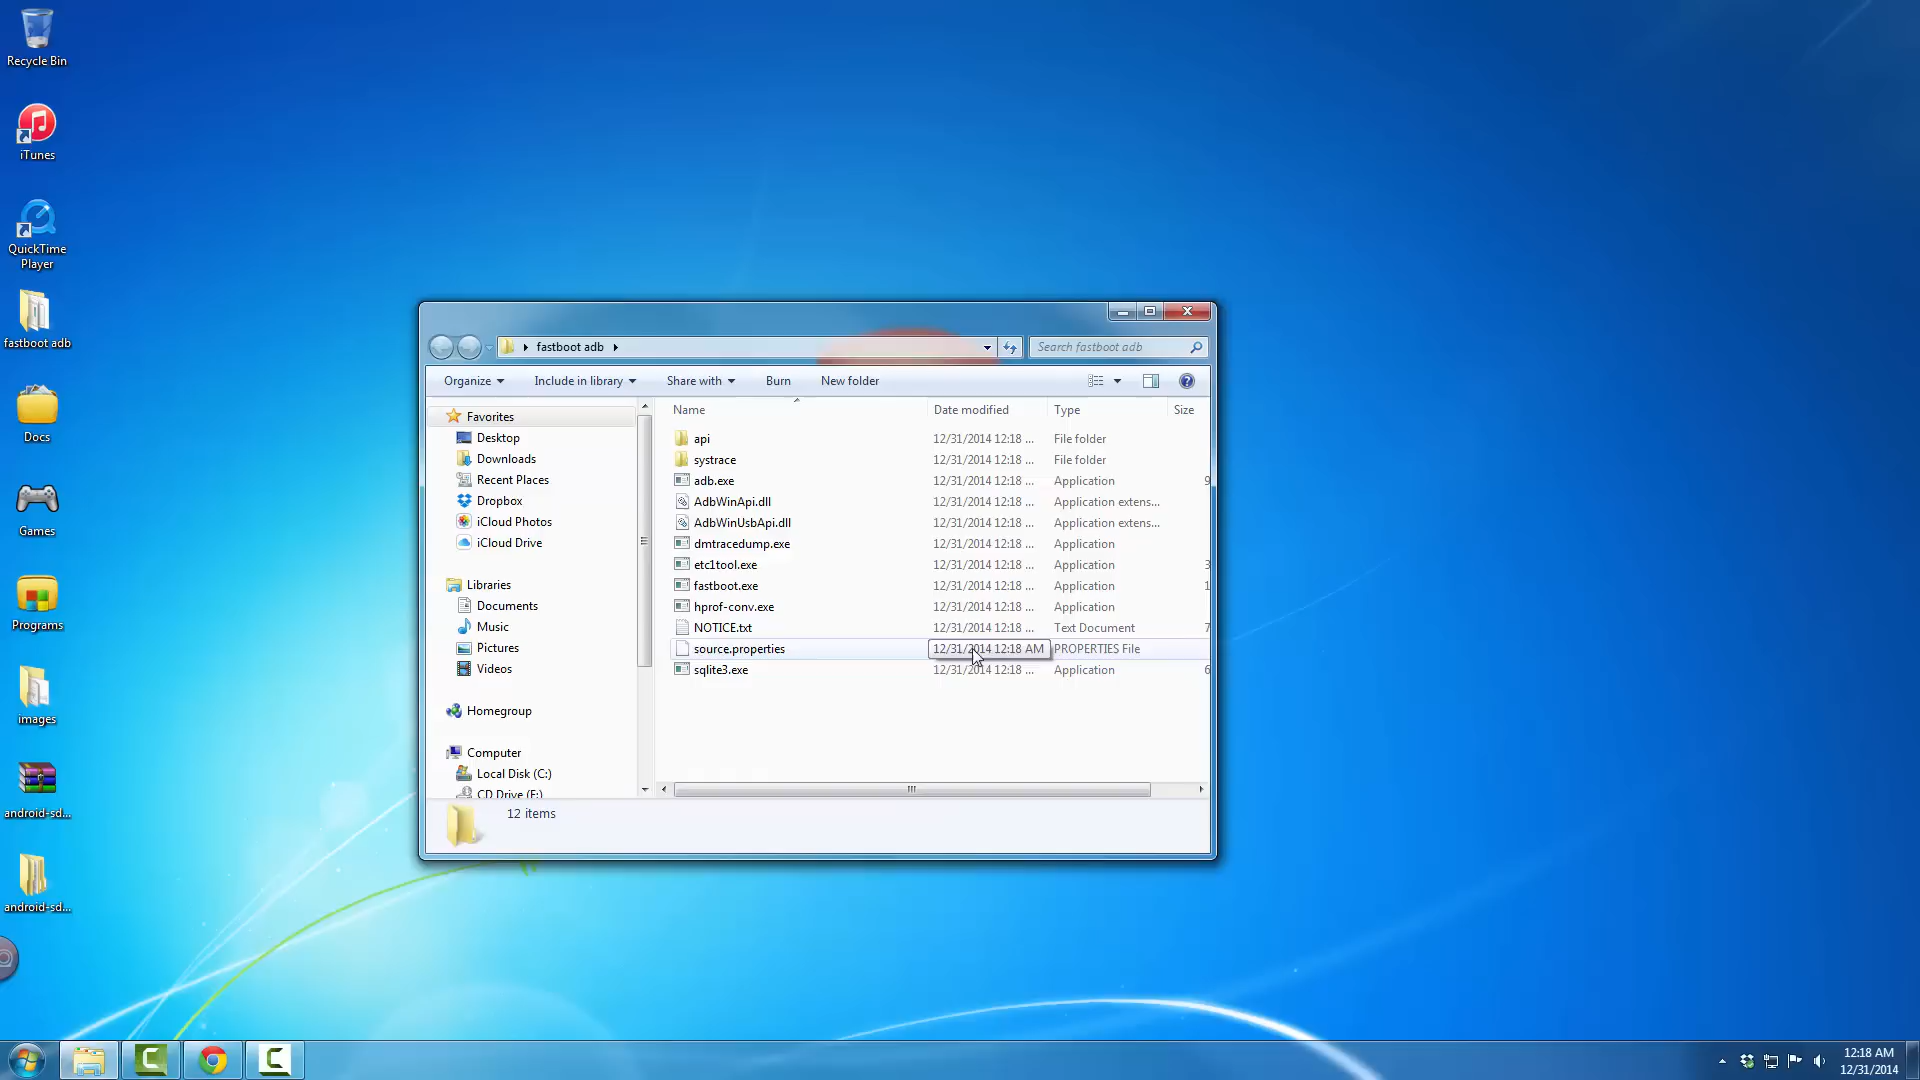 Recycle Bin
iTunes
QuickTime
Player
fastboot adb
Docs
Games
Programs
images
android-sd...
android-sd...
fastboot adb
Search fastboot adb
Organize
Include in library
Share with
Burn
New folder
Favorites
Desktop
Downloads
Recent Places
Dropbox
iCloud Photos
iCloud Drive
Libraries
Documents
Music
Pictures
Videos
Homegroup
Computer
Local Disk (C:)
CD Drive (F:)
Name Date modified Type Size
api 12/31/2014 12:18 ... File folder
systrace 12/31/2014 12:18 ... File folder
adb.exe 12/31/2014 12:18 ... Application 9
AdbWinApi.dll 12/31/2014 12:18 ... Application extens...
AdbWinUsbApi.dll 12/31/2014 12:18 ... Application extens...
dmtracedump.exe 12/31/2014 12:18 ... Application
etc1tool.exe 12/31/2014 12:18 ... Application 3
fastboot.exe 12/31/2014 12:18 ... Application 1
hprof-conv.exe 12/31/2014 12:18 ... Application
NOTICE.txt 12/31/2014 12:18 ... Text Document 7
source.properties 12/31/2014 12:18 AM PROPERTIES File
sqlite3.exe 12/31/2014 12:18 ... Application 6
12 items
12:18 AM
12/31/2014